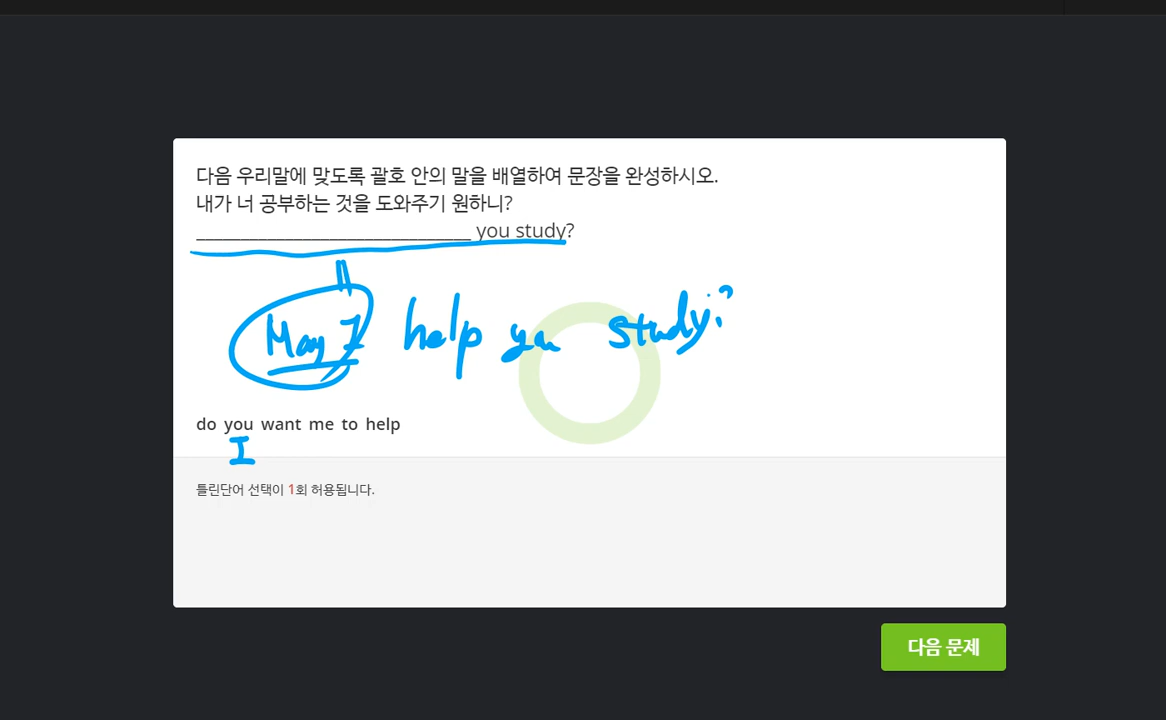 다음 우리말에 맞도록 괄호 안의 말을 배열하여 문장을 완성하시오.
내가 너 공부하는 것을 도와주기 원하니?
______________________________ you study?
May I help you study?
do you want me to help
I
틀린단어 선택이 1회 허용됩니다.
다음 문제